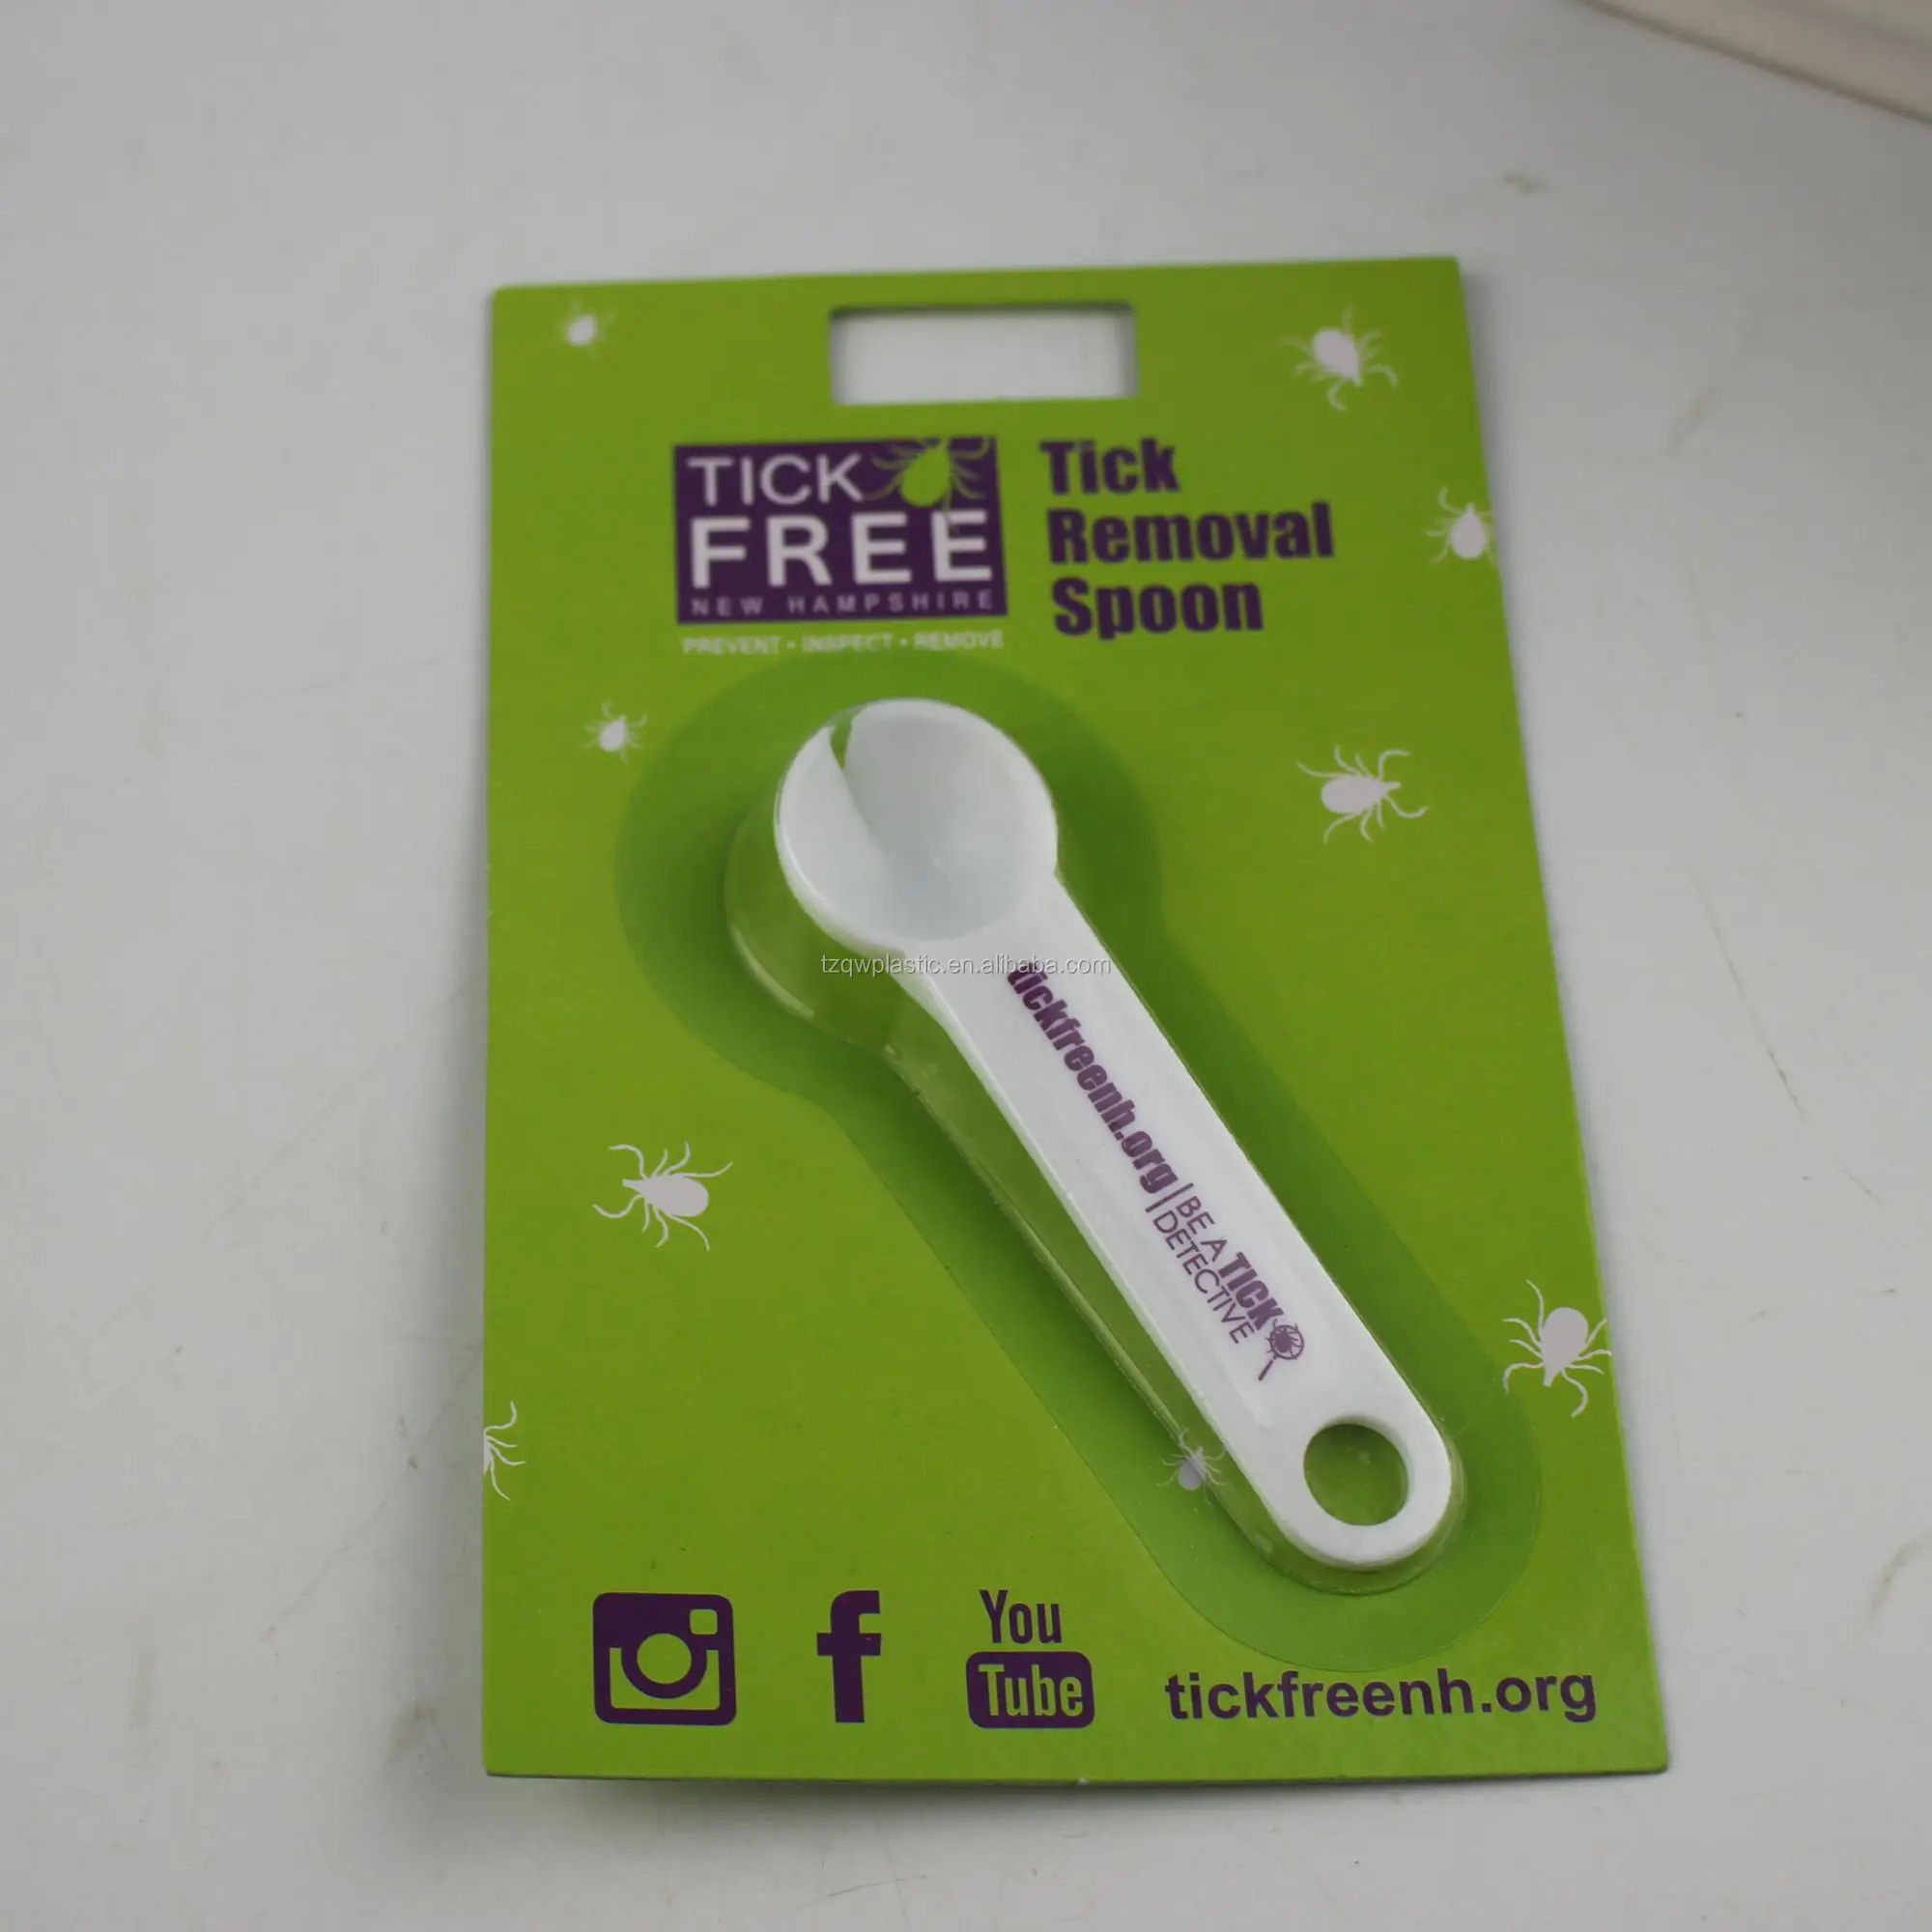 TICK
FREE
NEW HAMPSHIRE
PREVENT • INSPECT • REMOVE
Tick
Removal
Spoon
tzqwplastic.en.alibaba.com
tickfreenh.org
BE A TICK
DETECTIVE
f
You
Tube
tickfreenh.org